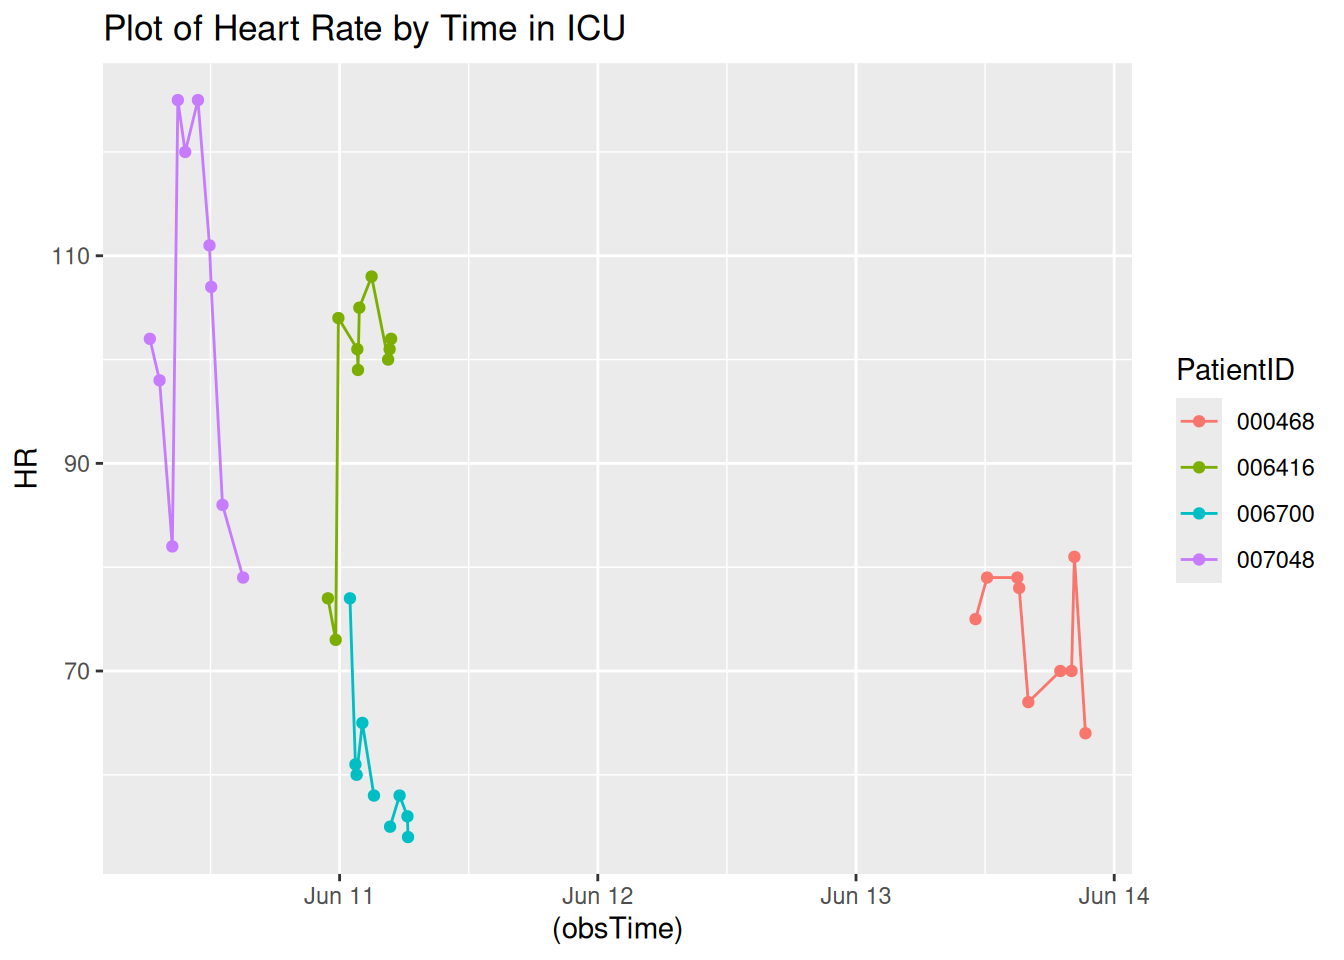 Plot of Heart Rate by Time in ICU
HR
110
90
70
Jun 11
Jun 12
Jun 13
Jun 14
(obsTime)
PatientID
000468
006416
006700
007048